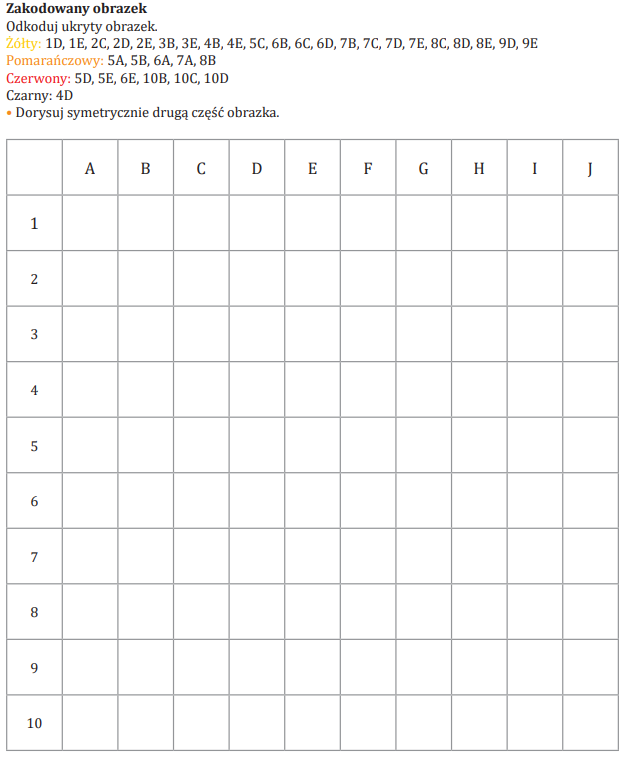 Zakodowany obrazek
Odkoduj ukryty obrazek.
Żółty: 1D, 1E, 2C, 2D, 2E, 3B, 3E, 4B, 4E, 5C, 6B, 6C, 6D, 7B, 7C, 7D, 7E, 8C, 8D, 8E, 9D, 9E
Pomarańczowy: 5A, 5B, 6A, 7A, 8B
Czerwony: 5D, 5E, 6E, 10B, 10C, 10D
Czarny: 4D
• Dorysuj symetrycznie drugą część obrazka.
A B C D E F G H I J
1
2
3
4
5
6
7
8
9
10